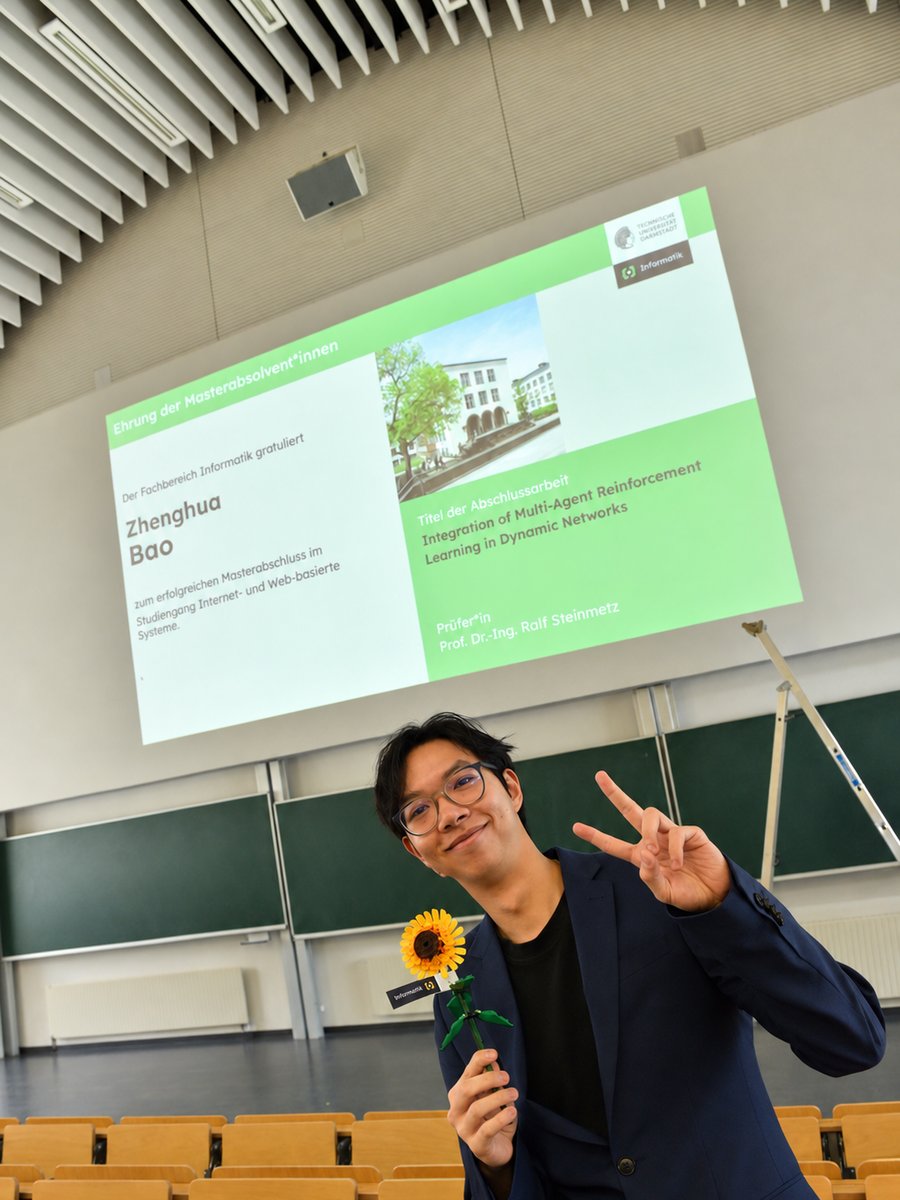 TECHNISCHE
UNIVERSITÄT
DARMSTADT
Informatik
Ehrung der Masterabsolvent*innen
Der Fachbereich Informatik gratuliert
Zhenghua
Bao
zum erfolgreichen Masterabschluss im
Studiengang Internet- und Web-basierte
Systeme.
Titel der Abschlussarbeit
Integration of Multi-Agent Reinforcement
Learning in Dynamic Networks
Prüfer*in
Prof. Dr.-Ing. Ralf Steinmetz
Informatik